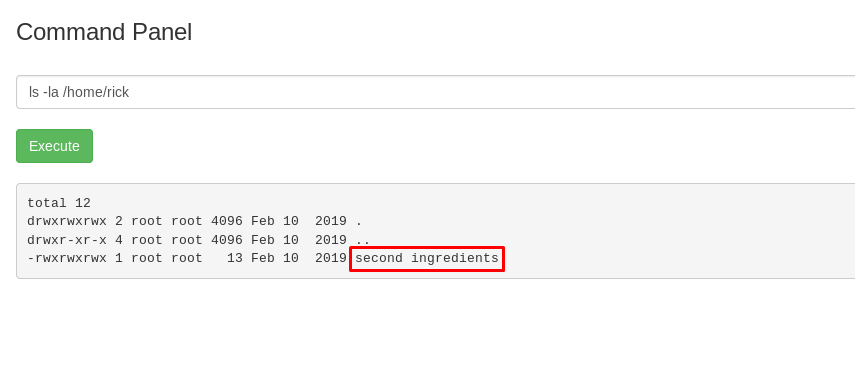 Command Panel
ls -la /home/rick
Execute
total 12
drwxrwxrwx 2 root root 4096 Feb 10  2019 .
drwxr-xr-x 4 root root 4096 Feb 10  2019 ..
-rwxrwxrwx 1 root root   13 Feb 10  2019 second ingredients